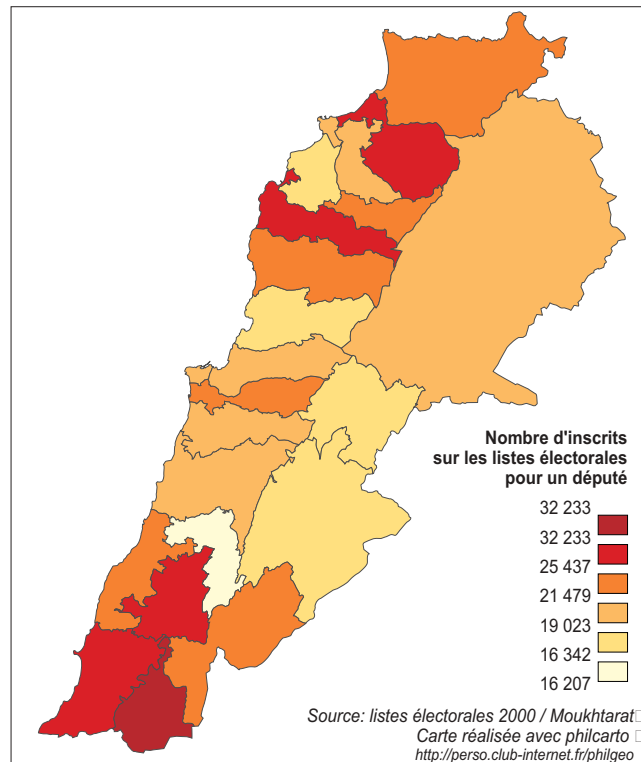 Nombre d'inscrits
sur les listes électorales
pour un député
32 233
32 233
25 437
21 479
19 023
16 342
16 207
Source: listes électorales 2000 / Moukhtarat
Carte réalisée avec philcarto
http://perso.club-internet.fr/philgeo